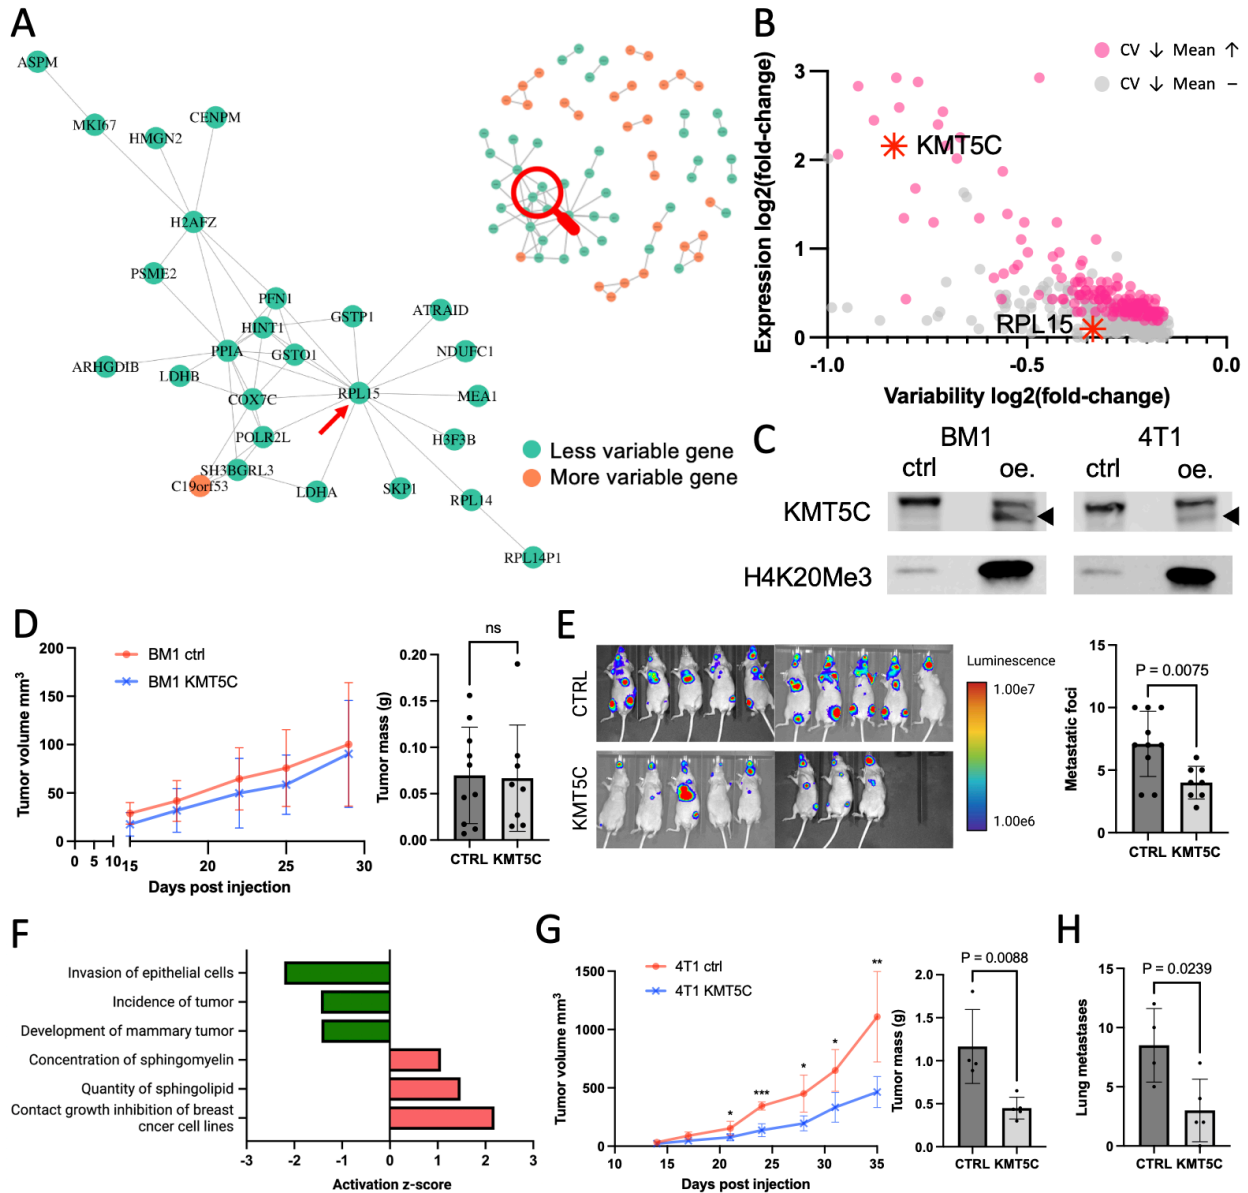 A
ASPM
MKI67
HMGN2
CENPM
H2AFZ
PSME2
PFN1
HINT1
GSTP1
ATRAID
ARHGDIB
PPIA
GSTO1
NDUFC1
LDHB
COX7C
RPL15
MEA1
POLR2L
H3F3B
SH3BGRL3
C19orf53
LDHA
SKP1
RPL14
RPL14P1
Less variable gene
More variable gene
B
CV ↓ Mean ↑
CV ↓ Mean –
Expression log2(fold-change)
3
2
1
0
KMT5C
RPL15
-1.0
-0.5
0.0
Variability log2(fold-change)
C
BM1
4T1
ctrl
oe.
ctrl
oe.
KMT5C
H4K20Me3
D
Tumor volume mm3
200
150
100
50
0
BM1 ctrl
BM1 KMT5C
0
5
10
15
20
25
30
Days post injection
Tumor mass (g)
ns
0.20
0.15
0.10
0.05
0.00
CTRL KMT5C
E
CTRL
KMT5C
Luminescence
1.00e7
1.00e6
Metastatic foci
15
10
5
0
P = 0.0075
CTRL KMT5C
F
Invasion of epithelial cells
Incidence of tumor
Development of mammary tumor
Concentration of sphingomyelin
Quantity of sphingolipid
Contact growth inhibition of breast
cncer cell lines
-3
-2
-1
0
1
2
3
Activation z-score
G
Tumor volume mm3
1500
1000
500
0
4T1 ctrl
4T1 KMT5C
*
***
*
*
**
10
15
20
25
30
35
Days post injection
Tumor mass (g)
P = 0.0088
2.0
1.5
1.0
0.5
0.0
CTRL KMT5C
H
Lung metastases
15
10
5
0
P = 0.0239
CTRL KMT5C